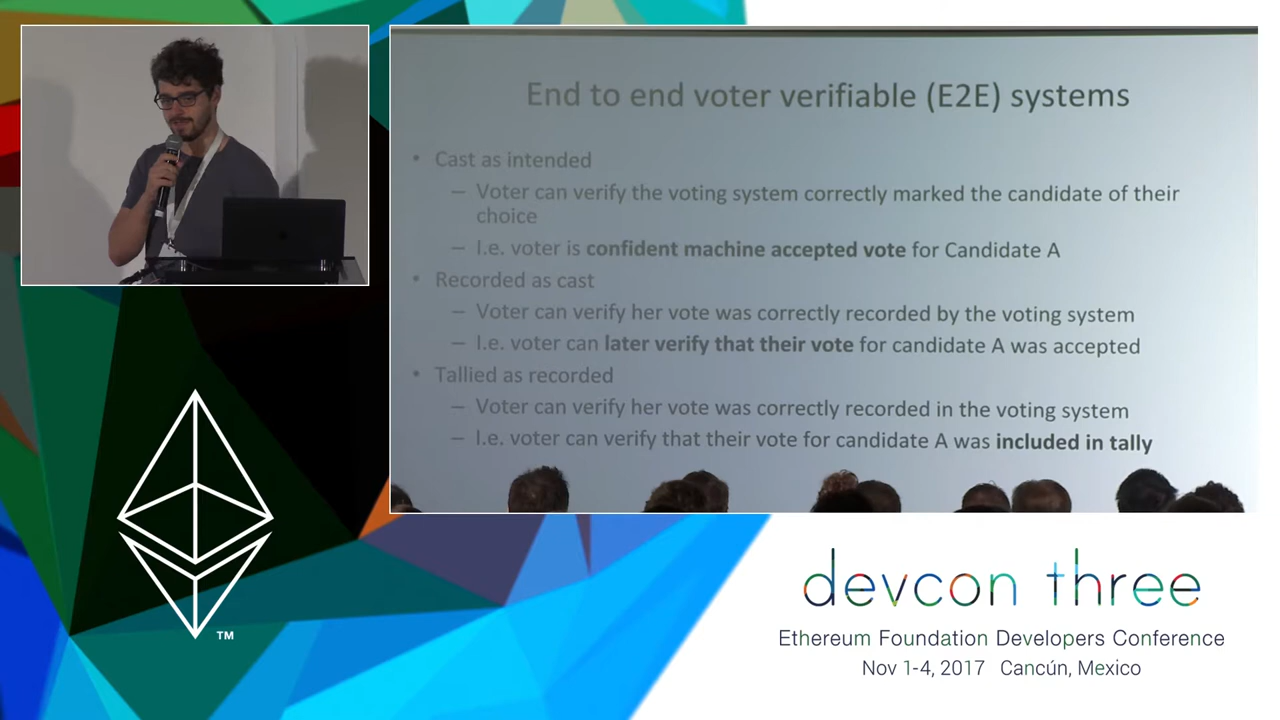 End to end voter verifiable (E2E) systems
• Cast as intended
– Voter can verify the voting system correctly marked the candidate of their
choice
– I.e. voter is confident machine accepted vote for Candidate A
• Recorded as cast
– Voter can verify her vote was correctly recorded by the voting system
– I.e. voter can later verify that their vote for candidate A was accepted
• Tallied as recorded
– Voter can verify her vote was correctly recorded in the voting system
– I.e. voter can verify that their vote for candidate A was included in tally
TM
devcon three
Ethereum Foundation Developers Conference
Nov 1-4, 2017 Cancún, Mexico